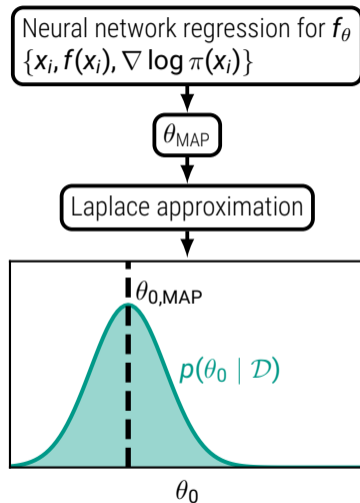 Neural network regression for f_θ
{x_i, f(x_i), ∇ log π(x_i)}
θ_MAP
Laplace approximation
θ_0,MAP
p(θ_0 | 𝒟)
θ_0